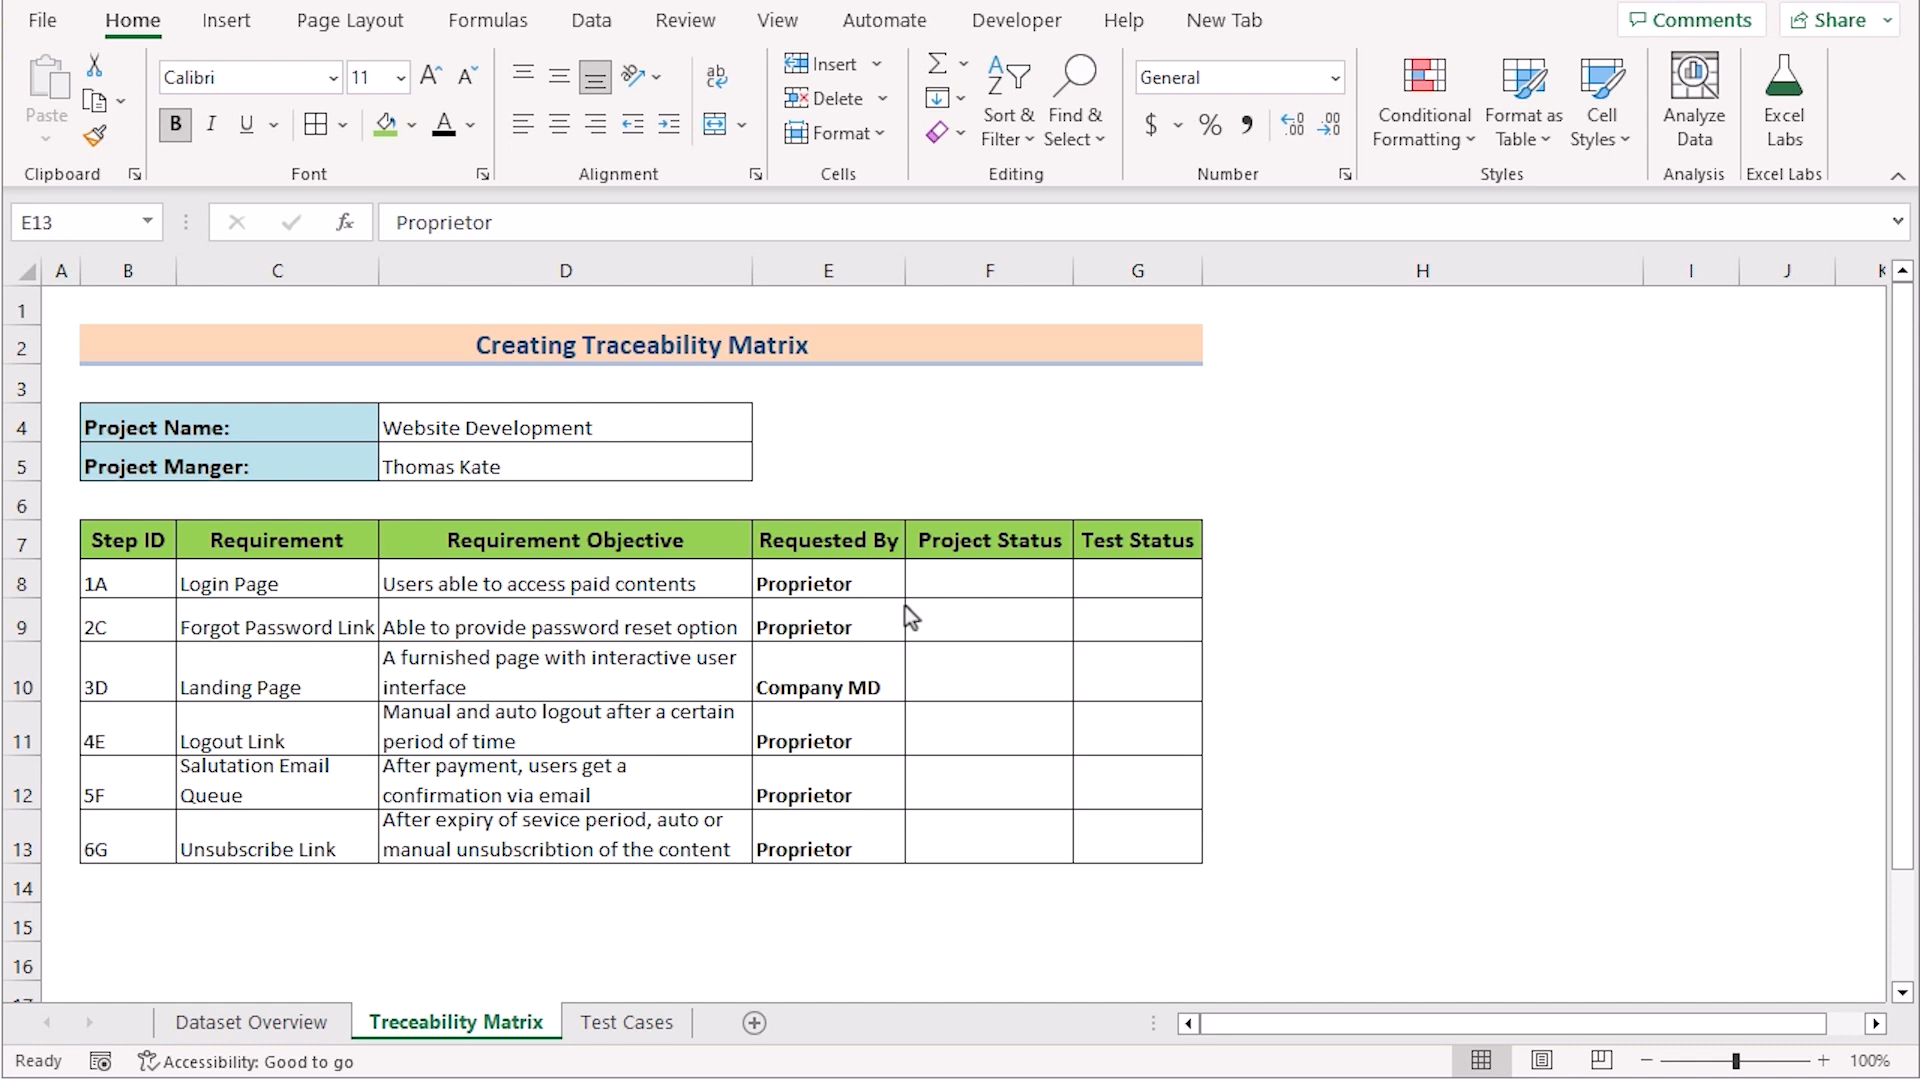 File Home Insert Page Layout Formulas Data Review View Automate Developer Help New Tab Comments Share
Paste
Calibri 11
B I U A
ab
Insert
Delete
Format
Sort & Filter
Find & Select
General
$ %
Conditional Formatting
Format as Table
Cell Styles
Analyze Data
Excel Labs
Clipboard Font Alignment Cells Editing Number Styles Analysis Excel Labs
E13 fx Proprietor
A B C D E F G H I J K
1
2 Creating Traceability Matrix
3
4 Project Name: Website Development
5 Project Manger: Thomas Kate
6
7 Step ID Requirement Requirement Objective Requested By Project Status Test Status
8 1A Login Page Users able to access paid contents Proprietor
9 2C Forgot Password Link Able to provide password reset option Proprietor
A furnished page with interactive user
10 3D Landing Page interface Company MD
Manual and auto logout after a certain
11 4E Logout Link period of time Proprietor
Salutation Email After payment, users get a
12 5F Queue confirmation via email Proprietor
After expiry of sevice period, auto or
13 6G Unsubscribe Link manual unsubscribtion of the content Proprietor
14
15
16
Dataset Overview Treceability Matrix Test Cases
Ready Accessibility: Good to go 100%